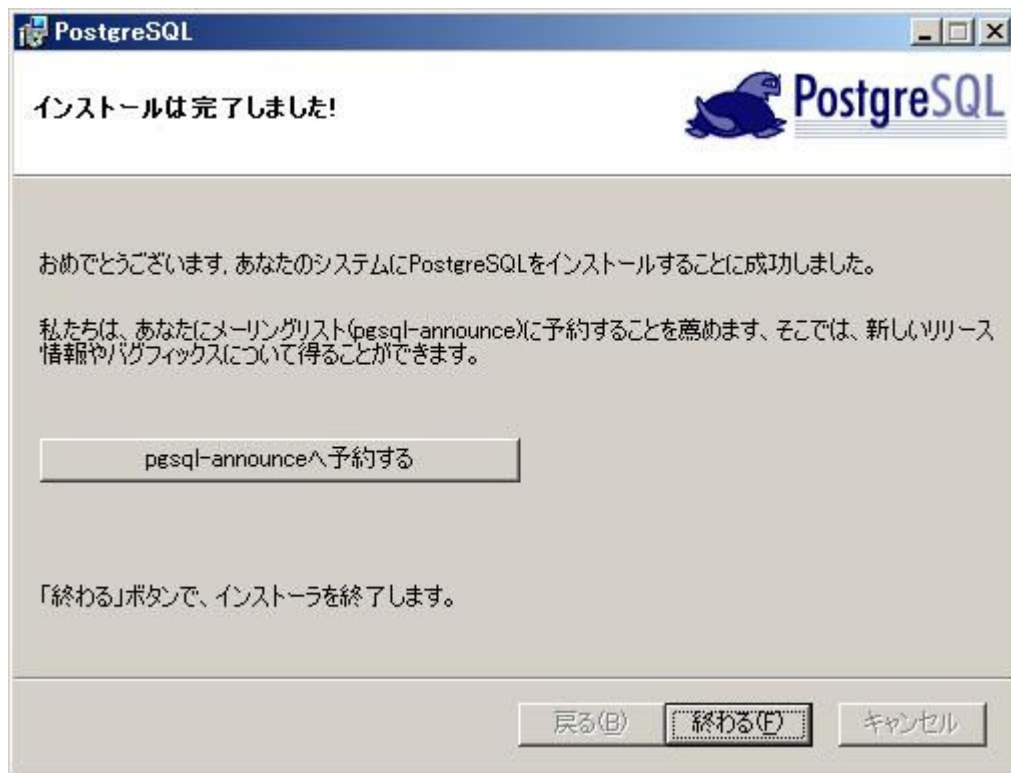 PostgreSQL
インストールは完了しました!
PostgreSQL
おめでとうございます, あなたのシステムにPostgreSQLをインストールすることに成功しました。
私たちは、あなたにメーリングリスト(pgsql-announce)に予約することを薦めます、そこでは、新しいリリース
情報やバグフィックスについて得ることができます。
pgsql-announceへ予約する
「終わる」ボタンで、インストーラを終了します。
戻る(B)
終わる(F)
キャンセル